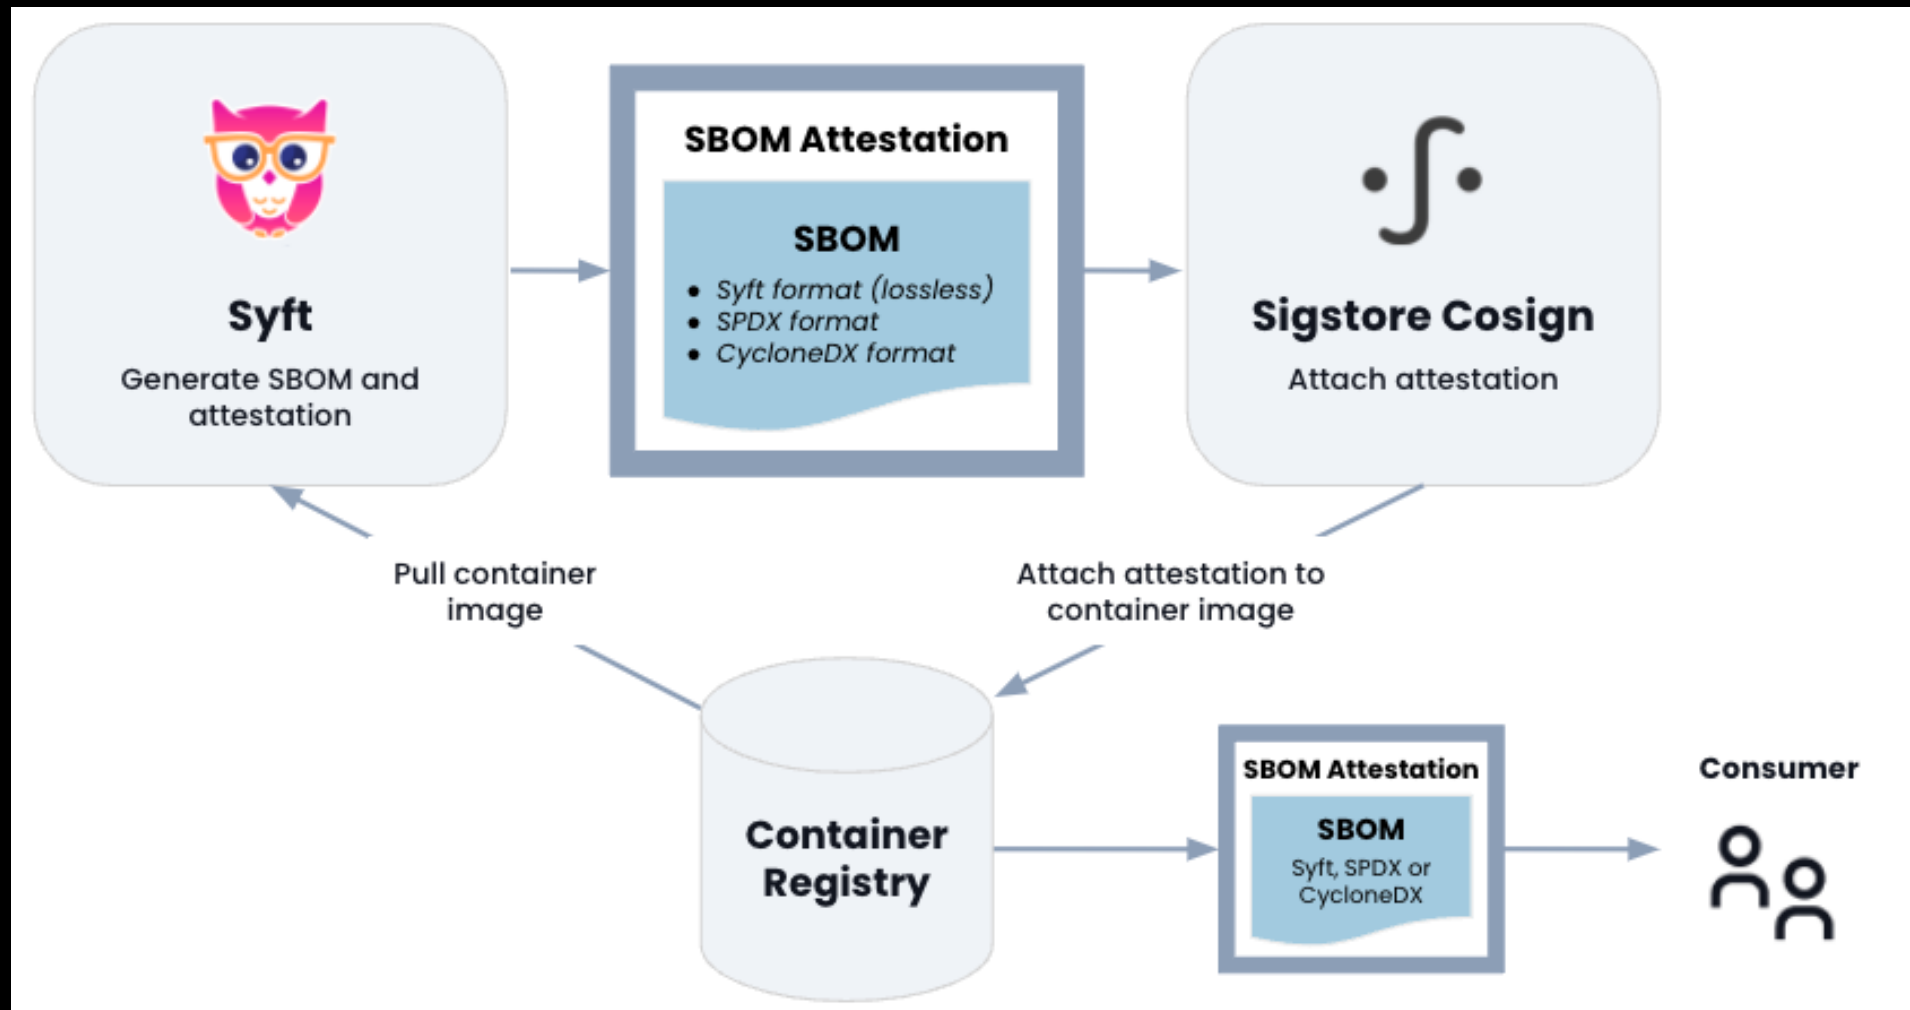 Syft
Generate SBOM and
attestation
SBOM Attestation
SBOM
● Syft format (lossless)
● SPDX format
● CycloneDX format
Sigstore Cosign
Attach attestation
Pull container
image
Attach attestation to
container image
Container
Registry
SBOM Attestation
SBOM
Syft, SPDX or
CycloneDX
Consumer